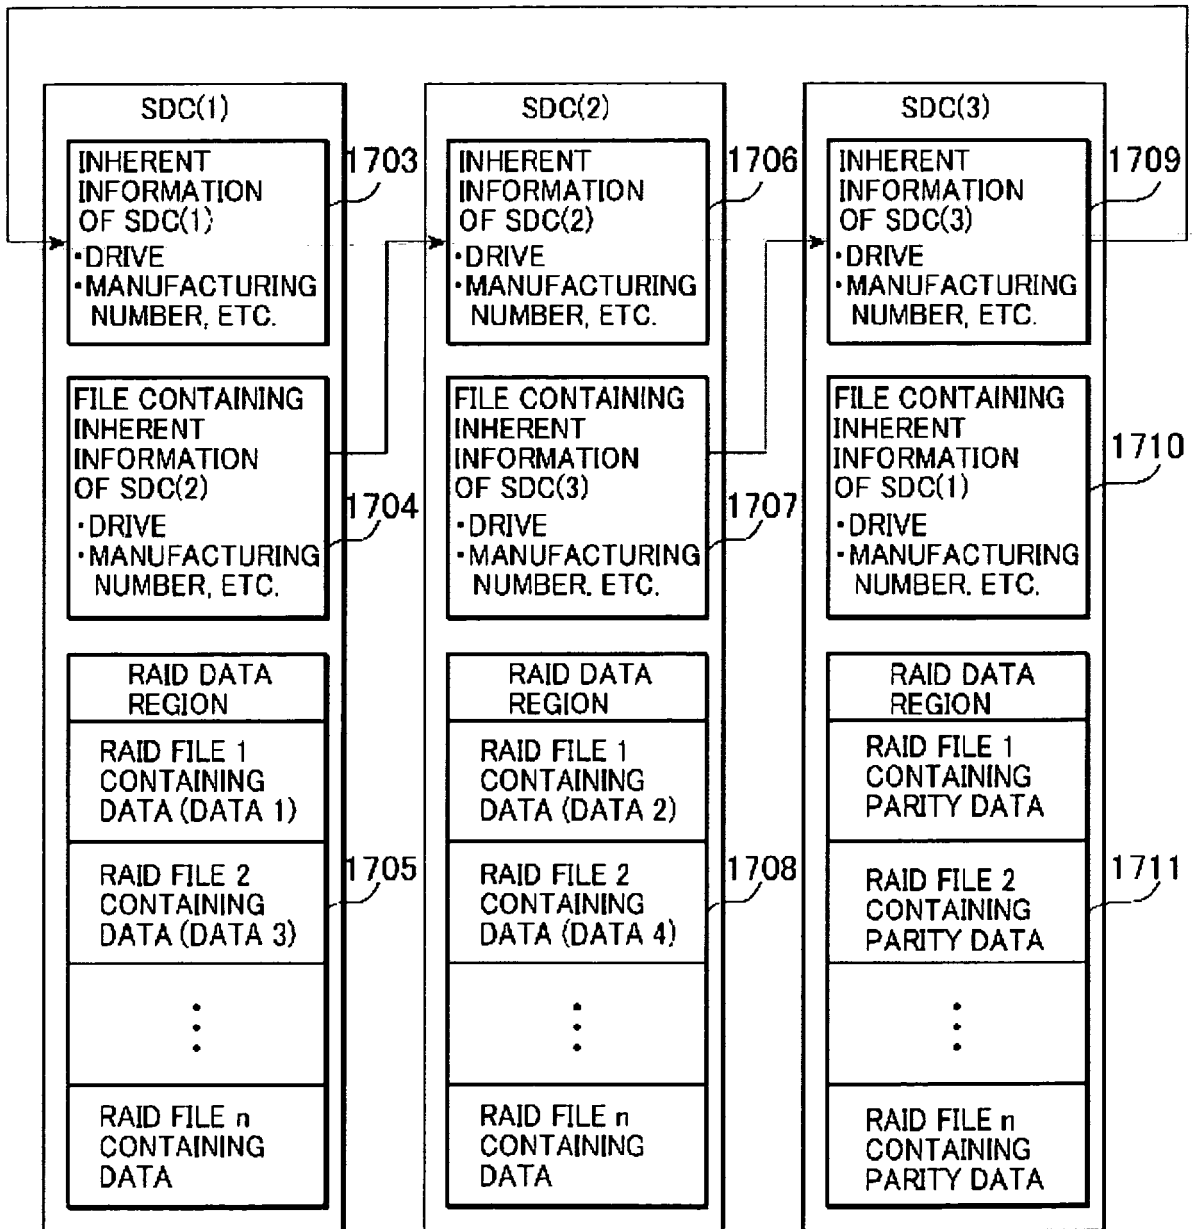 SDC(1)
INHERENT
INFORMATION
OF SDC(1)
・DRIVE
・MANUFACTURING
NUMBER, ETC.
1703
FILE CONTAINING
INHERENT
INFORMATION
OF SDC(2)
・DRIVE
・MANUFACTURING
NUMBER, ETC.
1704
RAID DATA
REGION
RAID FILE 1
CONTAINING
DATA (DATA 1)
RAID FILE 2
CONTAINING
DATA (DATA 3)
1705
RAID FILE n
CONTAINING
DATA
SDC(2)
INHERENT
INFORMATION
OF SDC(2)
・DRIVE
・MANUFACTURING
NUMBER, ETC.
1706
FILE CONTAINING
INHERENT
INFORMATION
OF SDC(3)
・DRIVE
・MANUFACTURING
NUMBER, ETC.
1707
RAID DATA
REGION
RAID FILE 1
CONTAINING
DATA (DATA 2)
RAID FILE 2
CONTAINING
DATA (DATA 4)
1708
RAID FILE n
CONTAINING
DATA
SDC(3)
INHERENT
INFORMATION
OF SDC(3)
・DRIVE
・MANUFACTURING
NUMBER, ETC.
1709
FILE CONTAINING
INHERENT
INFORMATION
OF SDC(1)
・DRIVE
・MANUFACTURING
NUMBER, ETC.
1710
RAID DATA
REGION
RAID FILE 1
CONTAINING
PARITY DATA
RAID FILE 2
CONTAINING
PARITY DATA
1711
RAID FILE n
CONTAINING
PARITY DATA